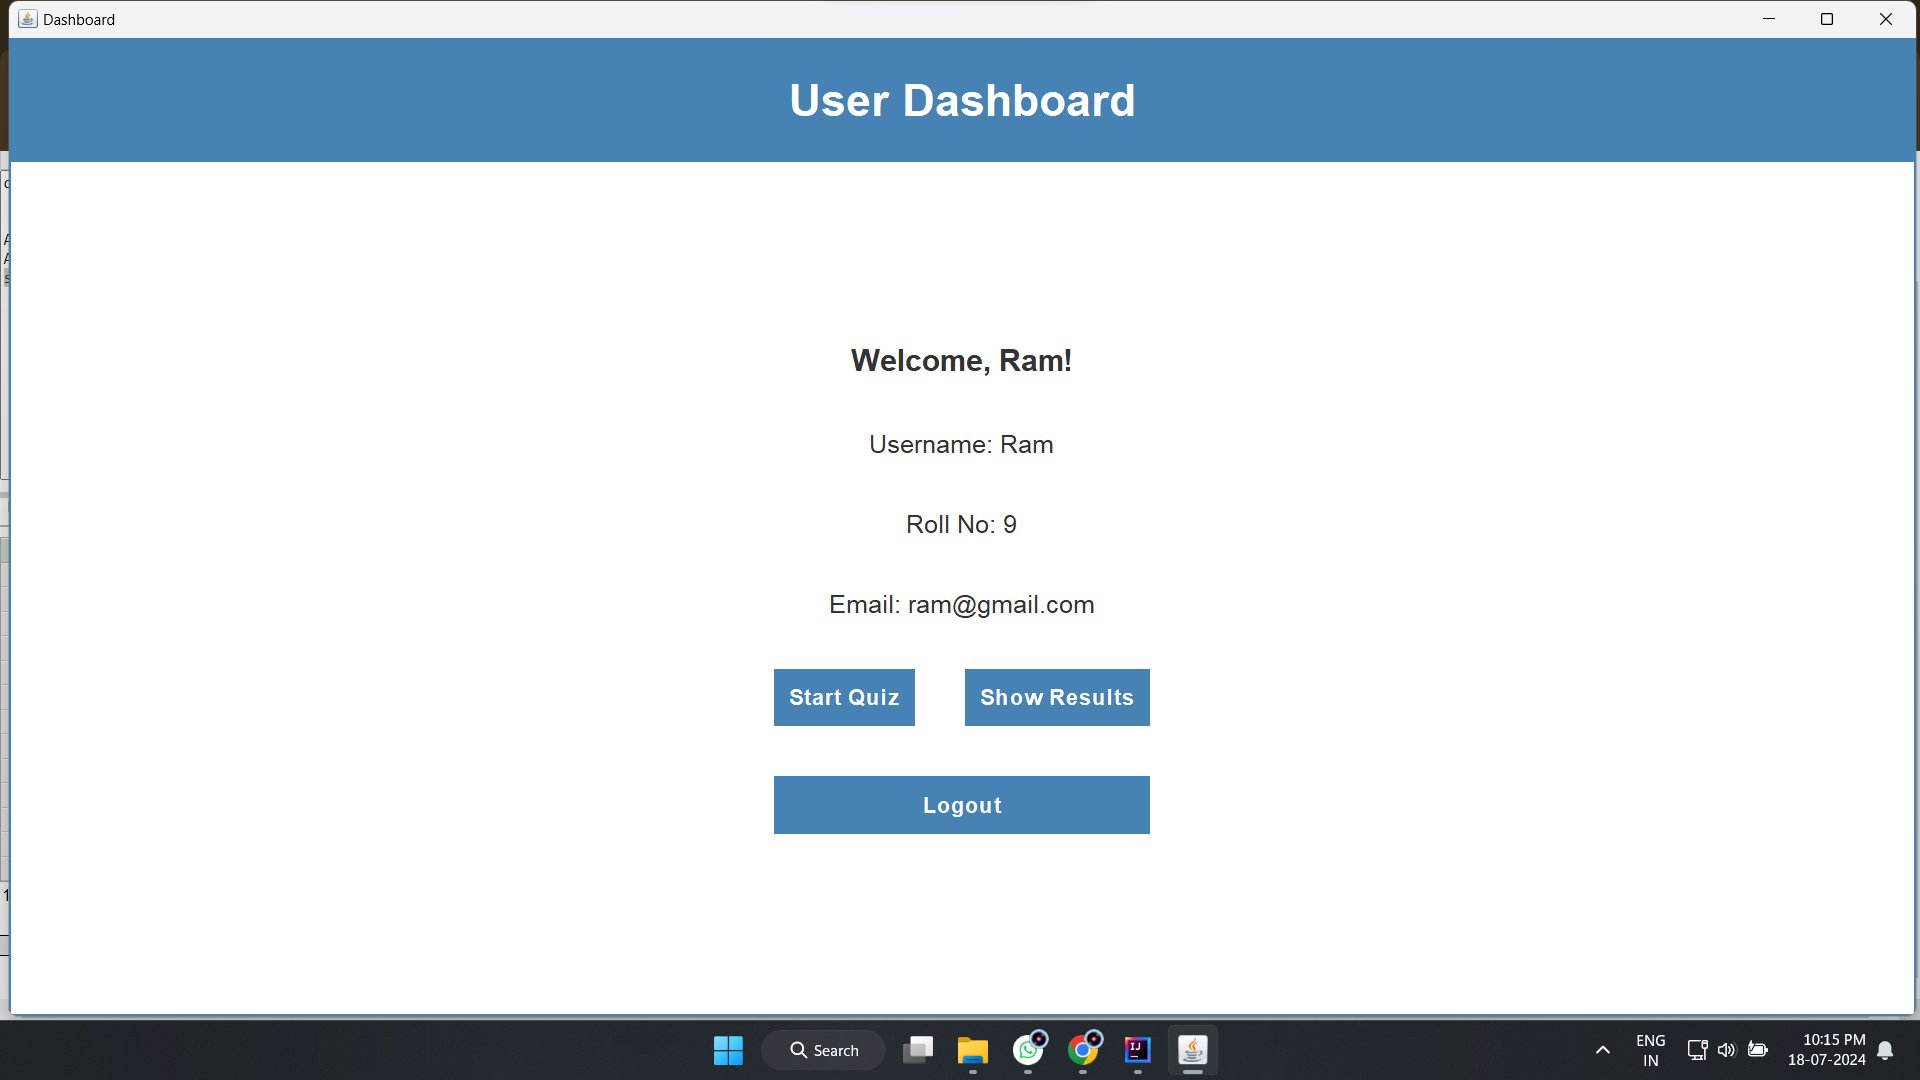 Dashboard
User Dashboard
Welcome, Ram!
Username: Ram
Roll No: 9
Email: ram@gmail.com
Start Quiz Show Results
Logout
Search
ENG
IN
10:15 PM
18-07-2024